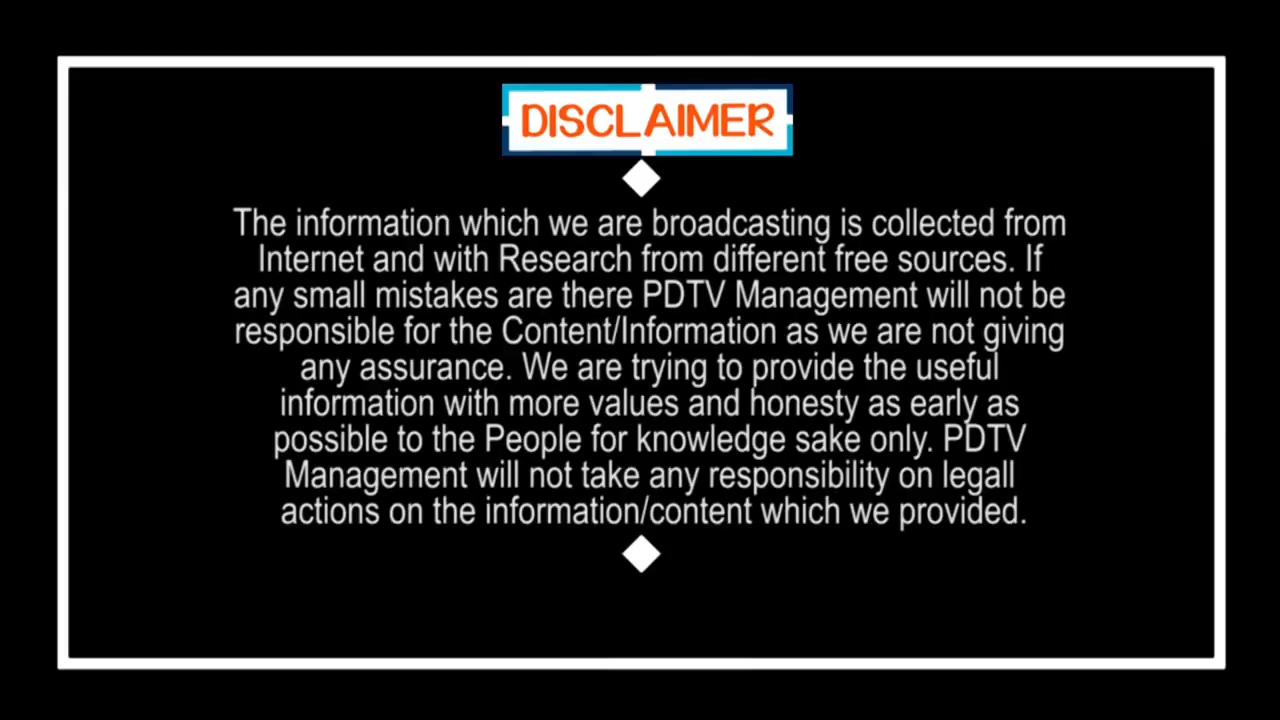 DISCLAIMER
The information which we are broadcasting is collected from
Internet and with Research from different free sources. If
any small mistakes are there PDTV Management will not be
responsible for the Content/Information as we are not giving
any assurance. We are trying to provide the useful
information with more values and honesty as early as
possible to the People for knowledge sake only. PDTV
Management will not take any responsibility on legall
actions on the information/content which we provided.